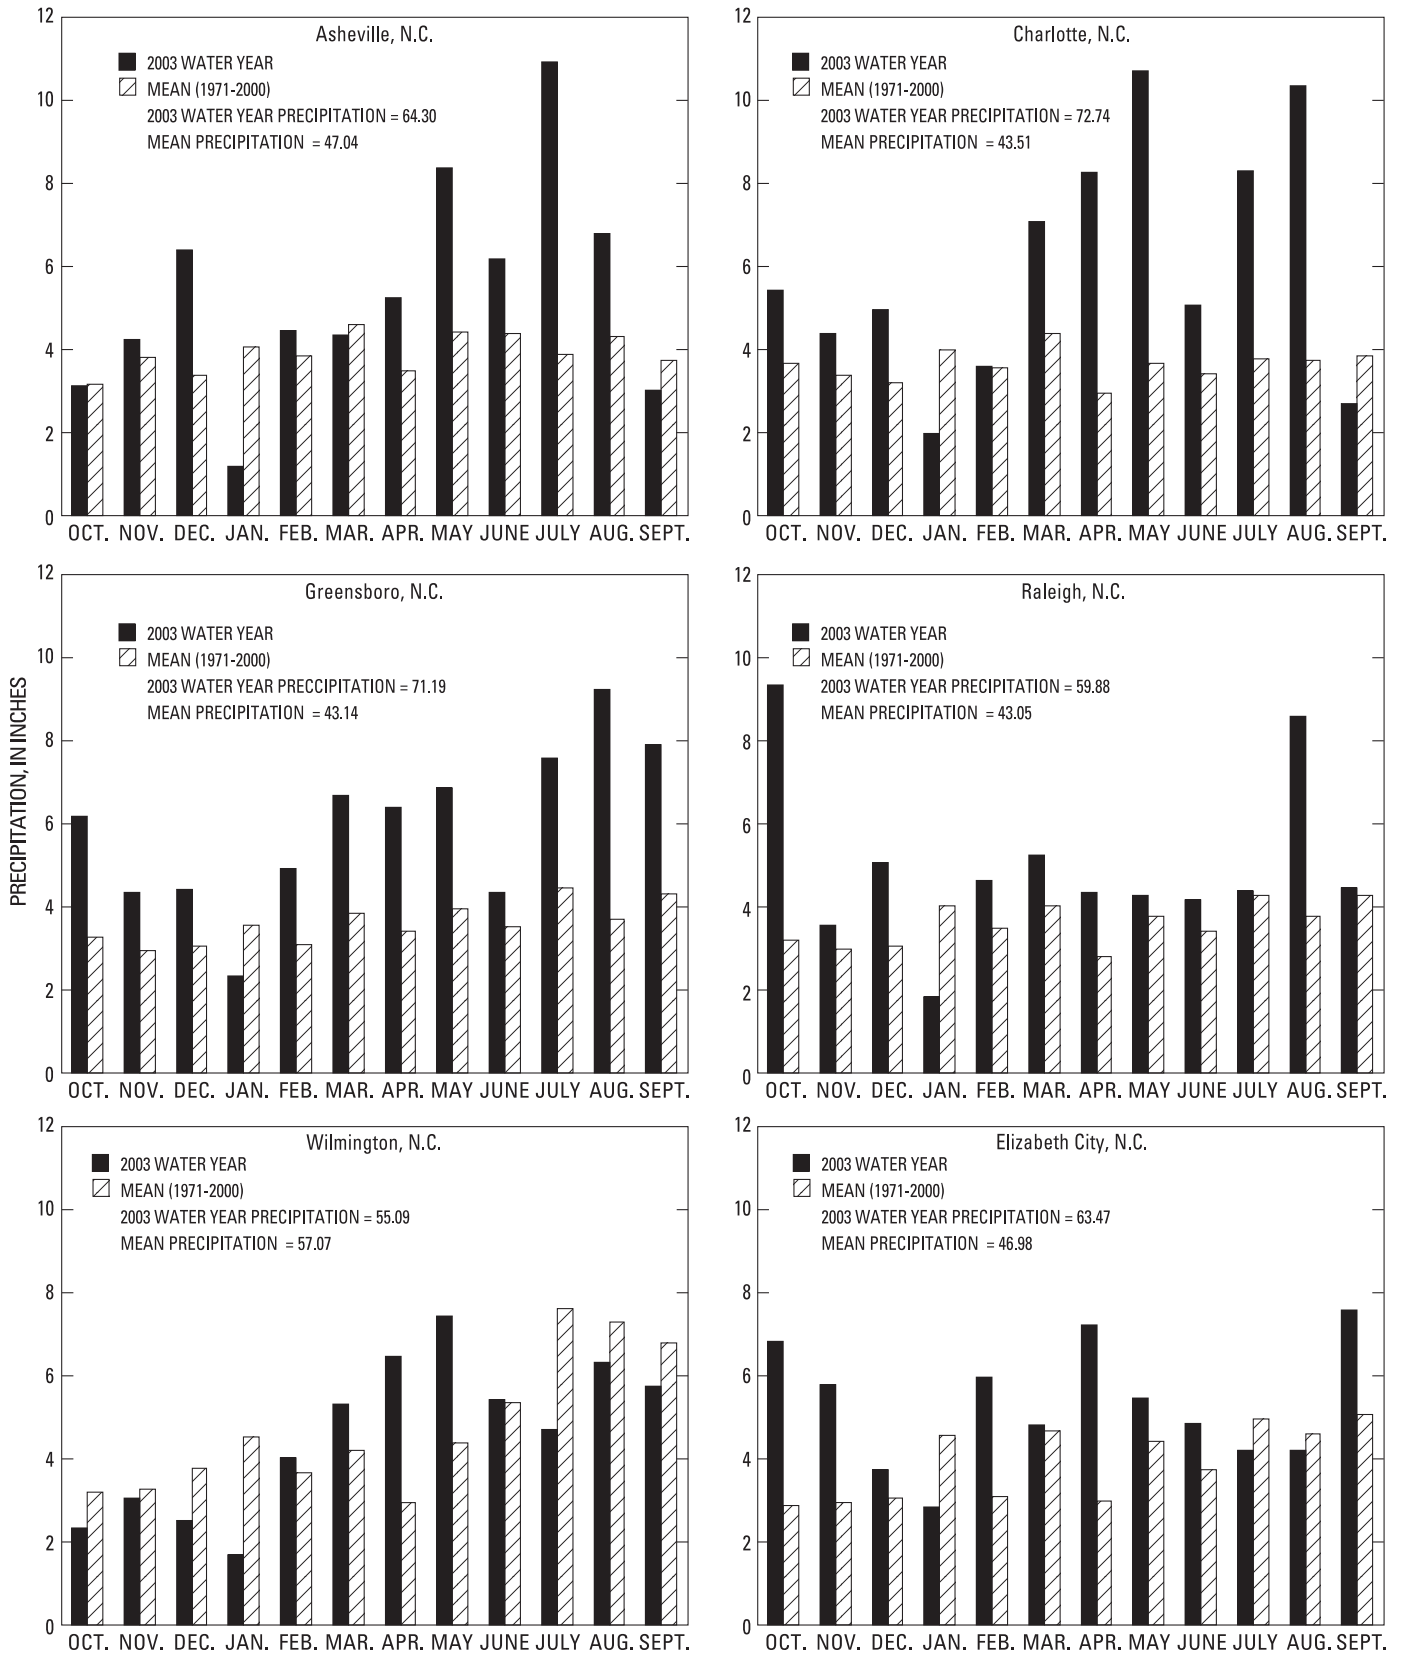 PRECIPITATION, IN INCHES
Asheville, N.C.
2003 WATER YEAR
MEAN (1971-2000)
2003 WATER YEAR PRECIPITATION = 64.30
MEAN PRECIPITATION = 47.04
12
10
8
6
4
2
0
OCT. NOV. DEC. JAN. FEB. MAR. APR. MAY JUNE JULY AUG. SEPT.
Charlotte, N.C.
2003 WATER YEAR
MEAN (1971-2000)
2003 WATER YEAR PRECIPITATION = 72.74
MEAN PRECIPITATION = 43.51
12
10
8
6
4
2
0
OCT. NOV. DEC. JAN. FEB. MAR. APR. MAY JUNE JULY AUG. SEPT.
Greensboro, N.C.
2003 WATER YEAR
MEAN (1971-2000)
2003 WATER YEAR PRECCIPITATION = 71.19
MEAN PRECIPITATION = 43.14
12
10
8
6
4
2
0
OCT. NOV. DEC. JAN. FEB. MAR. APR. MAY JUNE JULY AUG. SEPT.
Raleigh, N.C.
2003 WATER YEAR
MEAN (1971-2000)
2003 WATER YEAR PRECIPITATION = 59.88
MEAN PRECIPITATION = 43.05
12
10
8
6
4
2
0
OCT. NOV. DEC. JAN. FEB. MAR. APR. MAY JUNE JULY AUG. SEPT.
Wilmington, N.C.
2003 WATER YEAR
MEAN (1971-2000)
2003 WATER YEAR PRECIPITATION = 55.09
MEAN PRECIPITATION = 57.07
12
10
8
6
4
2
0
OCT. NOV. DEC. JAN. FEB. MAR. APR. MAY JUNE JULY AUG. SEPT.
Elizabeth City, N.C.
2003 WATER YEAR
MEAN (1971-2000)
2003 WATER YEAR PRECIPITATION = 63.47
MEAN PRECIPITATION = 46.98
12
10
8
6
4
2
0
OCT. NOV. DEC. JAN. FEB. MAR. APR. MAY JUNE JULY AUG. SEPT.